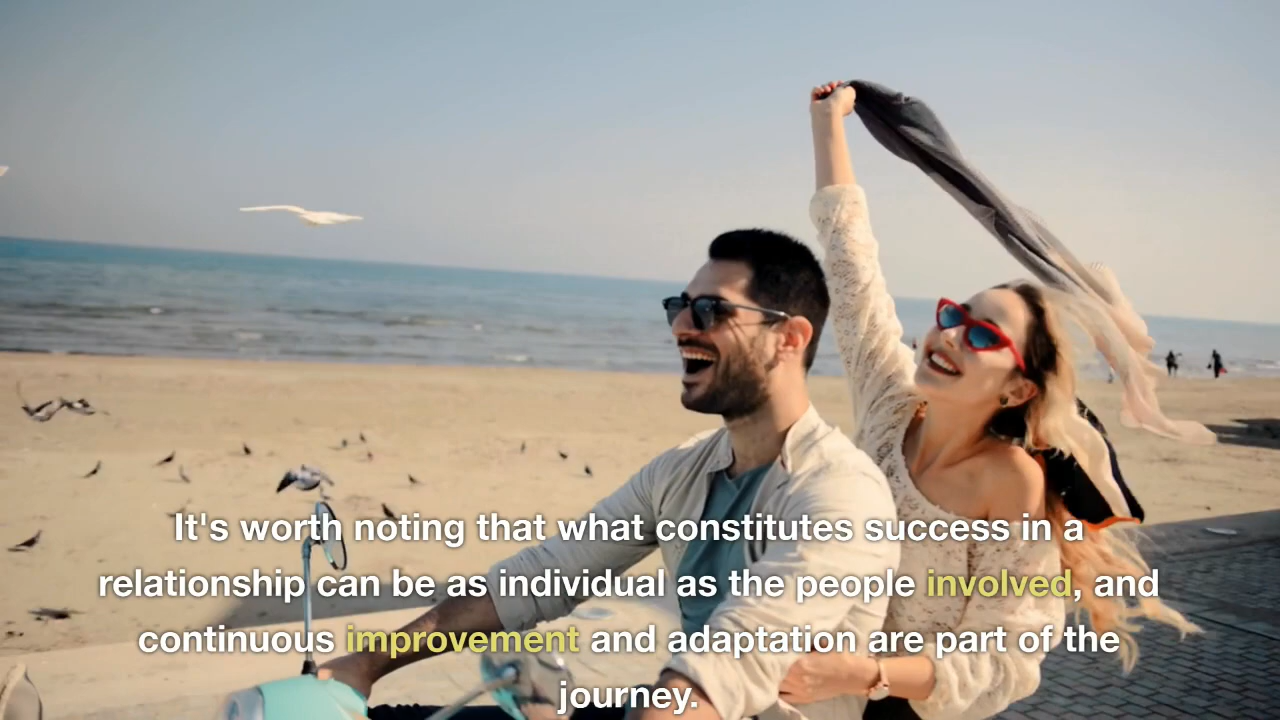 It's worth noting that what constitutes success in a
relationship can be as individual as the people involved, and
continuous improvement and adaptation are part of the
journey.